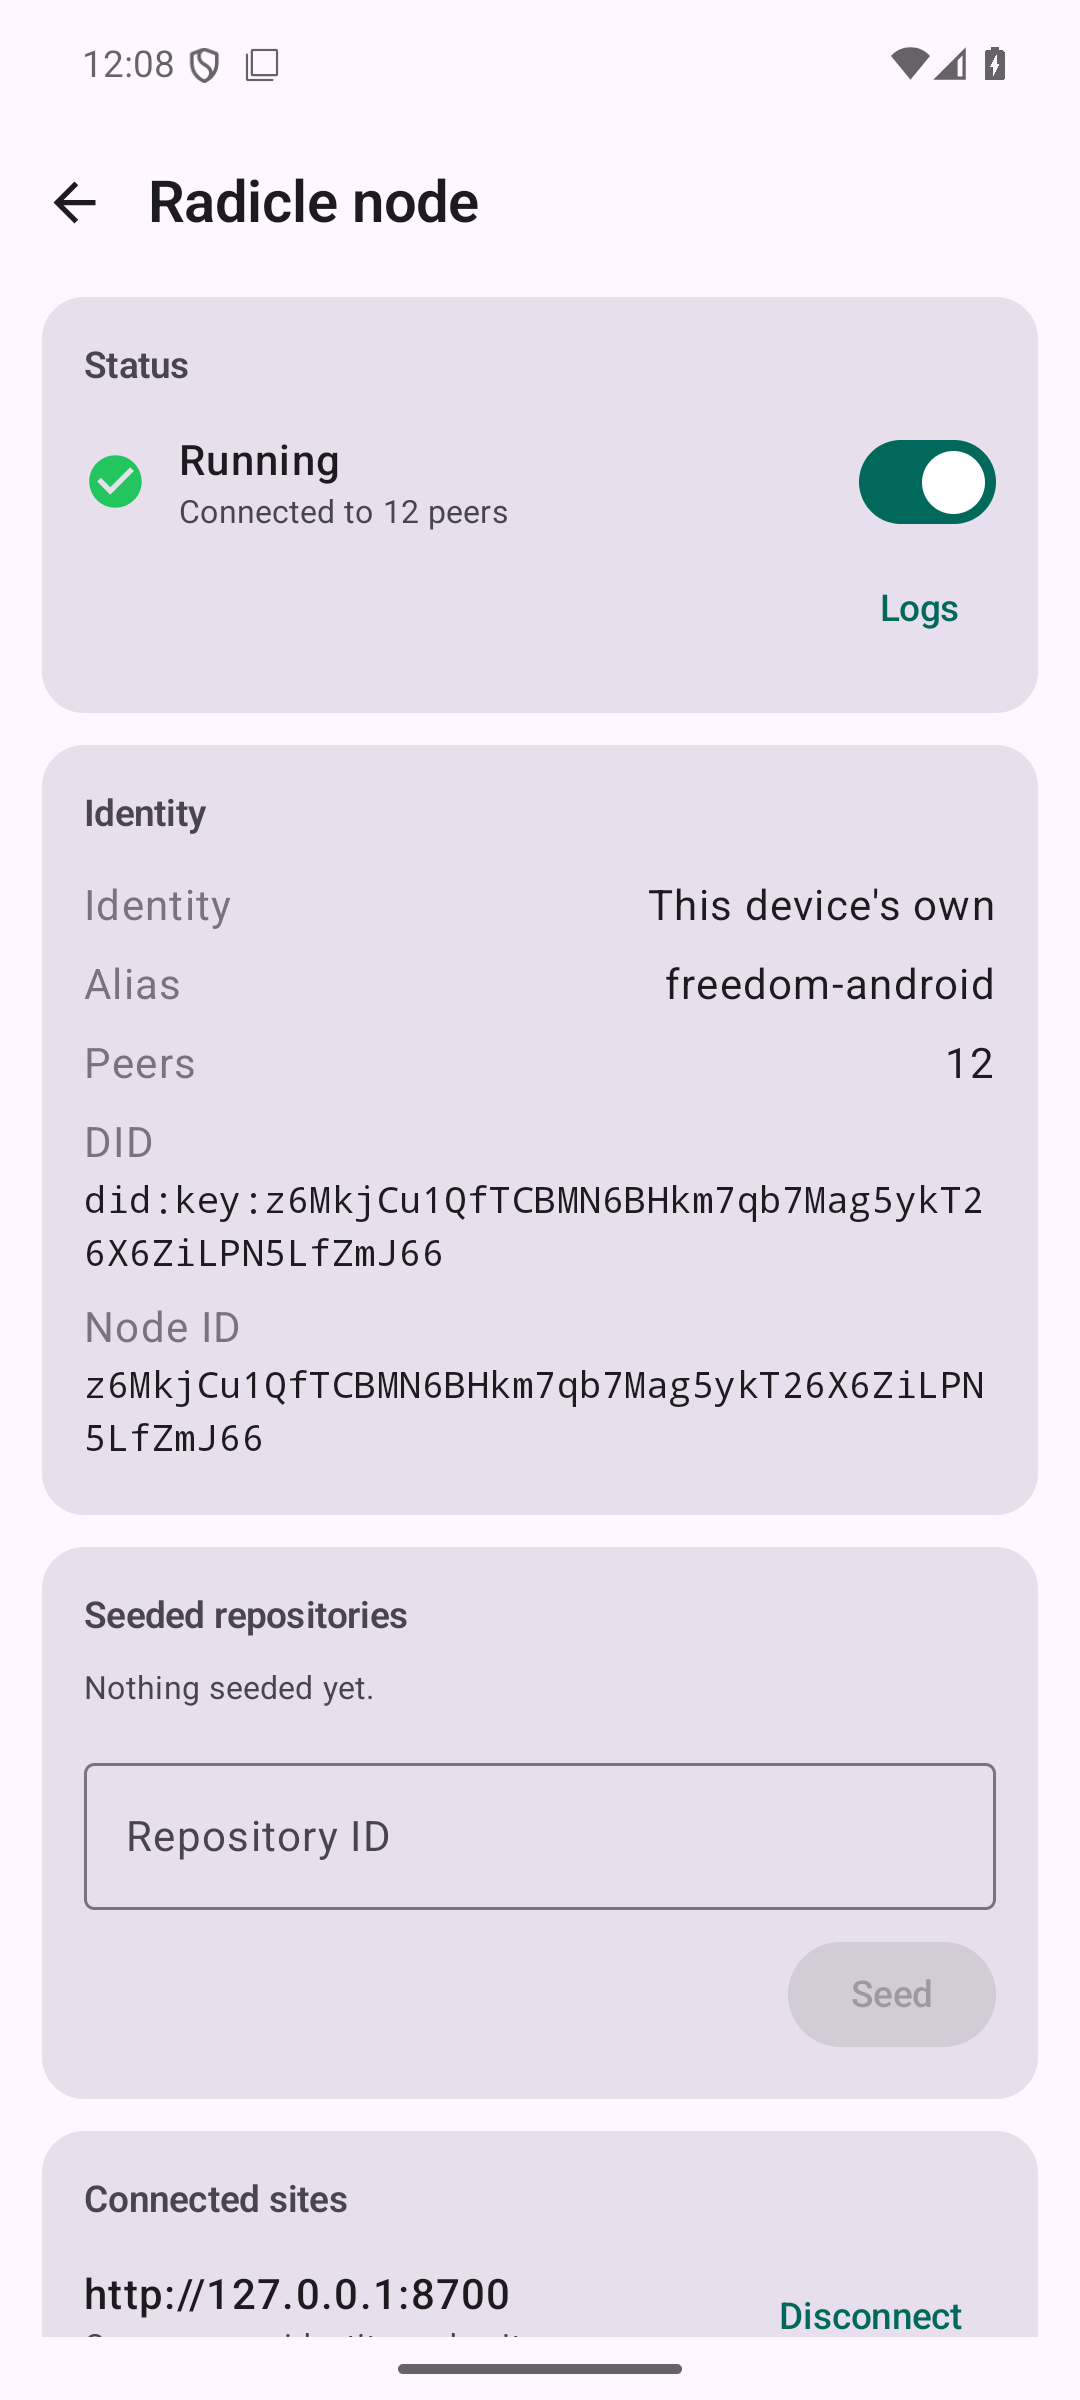 12:08
Radicle node
Status
Running
Connected to 12 peers
Logs
Identity
Identity This device's own
Alias freedom-android
Peers 12
DID
did:key:z6MkjCu1QfTCBMN6BHkm7qb7Mag5ykT2
6X6ZiLPN5LfZmJ66
Node ID
z6MkjCu1QfTCBMN6BHkm7qb7Mag5ykT26X6ZiLPN
5LfZmJ66
Seeded repositories
Nothing seeded yet.
Repository ID
Seed
Connected sites
http://127.0.0.1:8700
Disconnect